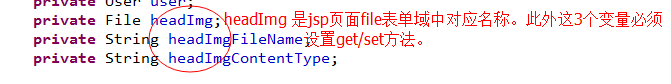 private User user;
private File headImg;headImg 是jsp页面file表单域中对应名称。此外这3个变量必须
private String headImgFileName;设置get/set方法。
private String headImgContentType;